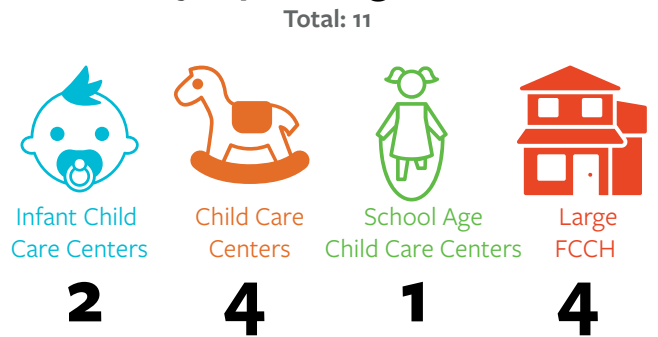 Total: 11
Infant Child
Care Centers
2
Child Care
Centers
4
School Age
Child Care Centers
1
Large
FCCH
4